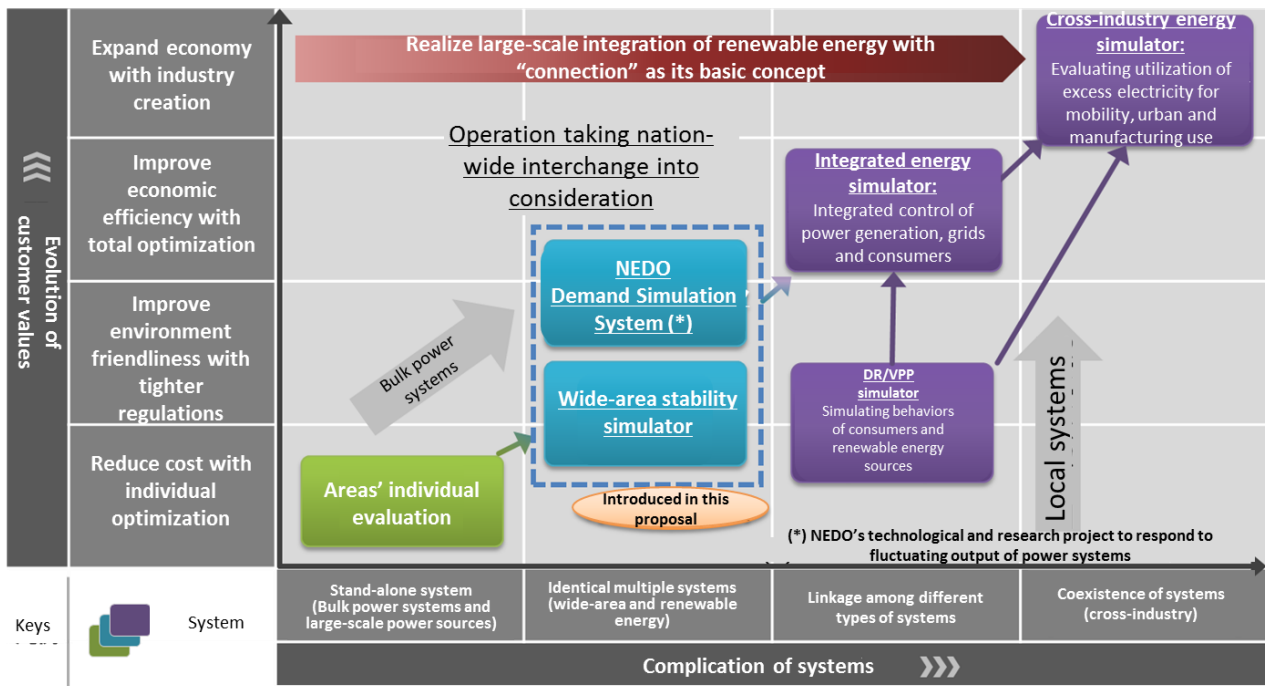 Expand economy
with industry
creation
Improve
economic
efficiency with
total optimization
Improve
environment
friendliness with
tighter
regulations
Reduce cost with
individual
optimization
Evolution of
customer values
Realize large-scale integration of renewable energy with
“connection” as its basic concept
Cross-industry energy
simulator:
Evaluating utilization of
excess electricity for
mobility, urban and
manufacturing use
Operation taking nation-
wide interchange into
consideration
Integrated energy
simulator:
Integrated control of
power generation, grids
and consumers
NEDO
Demand Simulation
System (*)
Bulk power
systems
Wide-area stability
simulator
DR/VPP
simulator
Simulating behaviors
of consumers and
renewable energy
sources
Local systems
Areas’ individual
evaluation
Introduced in this
proposal
(*) NEDO’s technological and research project to respond to
fluctuating output of power systems
Stand-alone system
(Bulk power systems and
large-scale power sources)
Identical multiple systems
(wide-area and renewable
energy)
Linkage among different
types of systems
Coexistence of systems
(cross-industry)
Keys
System
Complication of systems